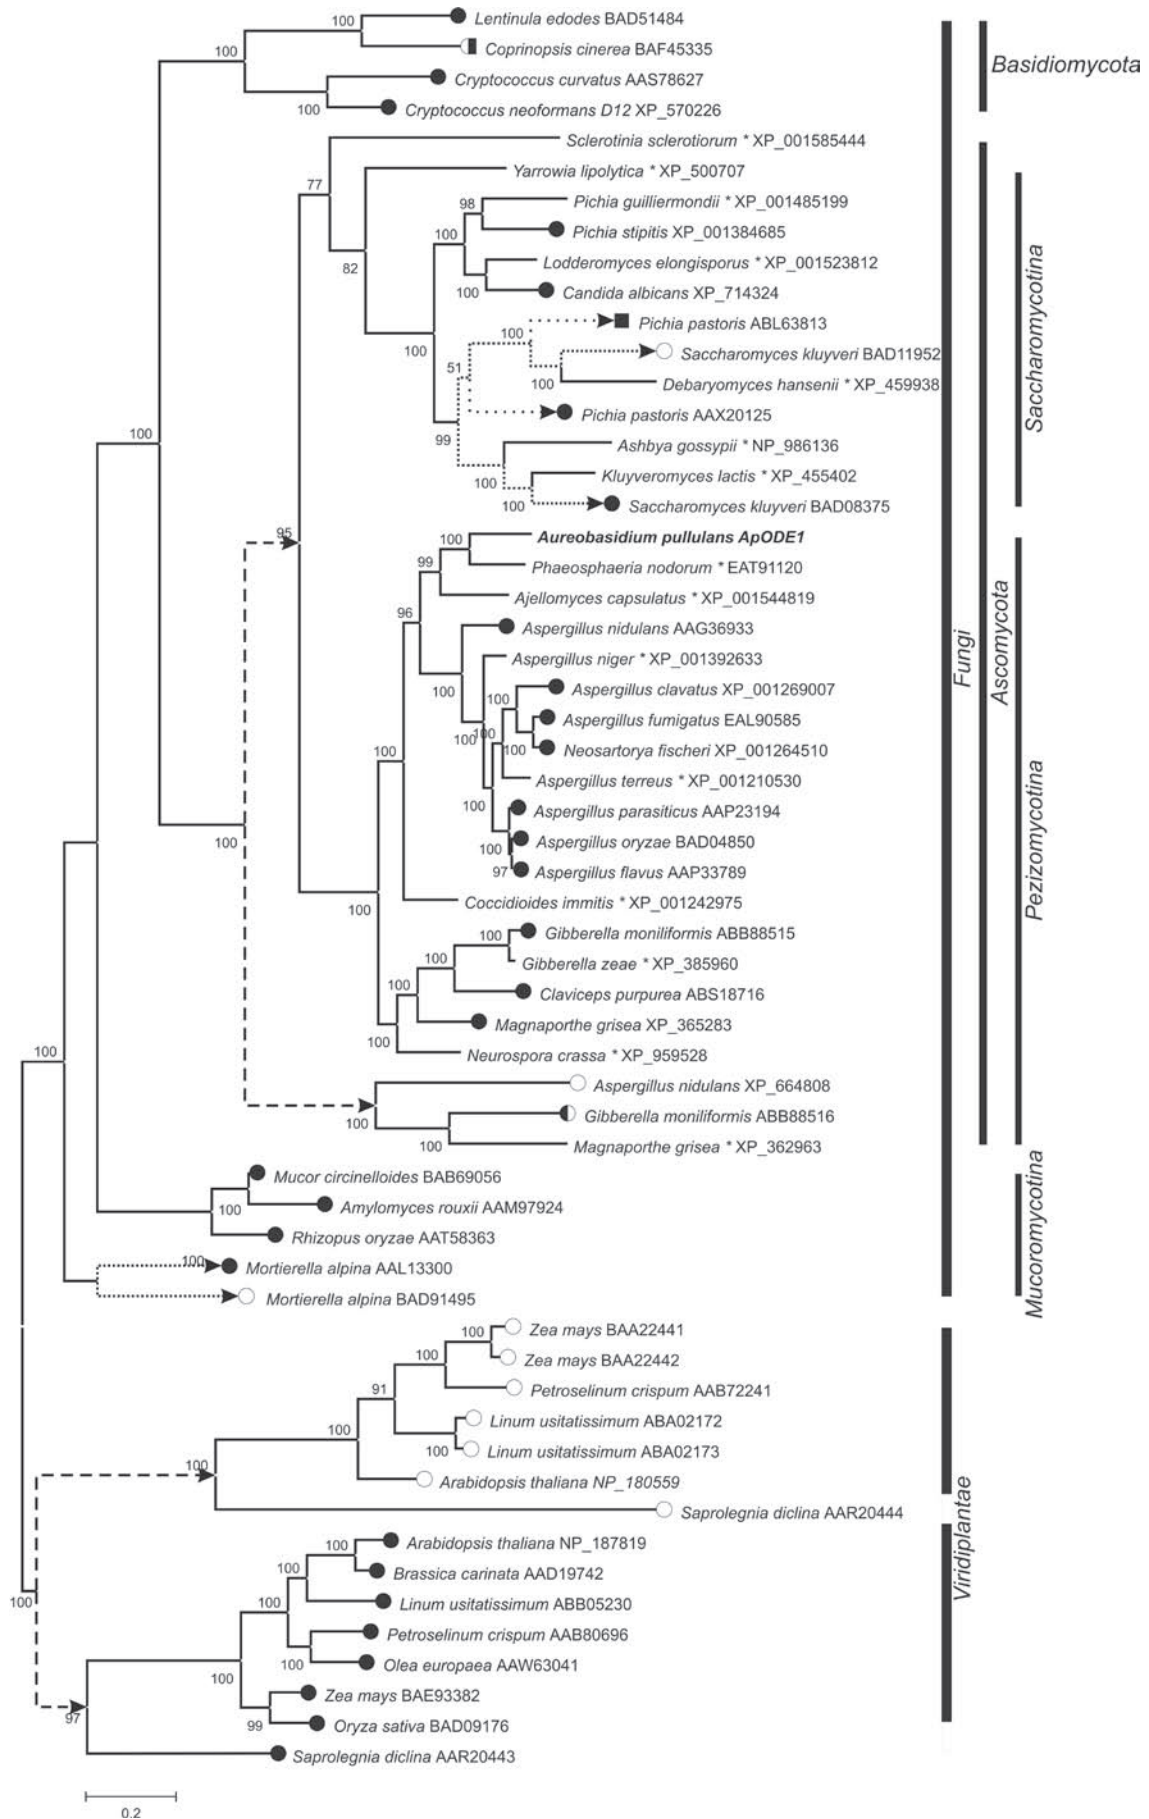 Lentinula edodes BAD51484
Coprinopsis cinerea BAF45335
Cryptococcus curvatus AAS78627
Cryptococcus neoformans D12 XP_570226
Sclerotinia sclerotiorum * XP_001585444
Yarrowia lipolytica * XP_500707
Pichia guilliermondii * XP_001485199
Pichia stipitis XP_001384685
Lodderomyces elongisporus * XP_001523812
Candida albicans XP_714324
Pichia pastoris ABL63813
Saccharomyces kluyveri BAD11952
Debaryomyces hansenii * XP_459938
Pichia pastoris AAX20125
Ashbya gossypii * NP_986136
Kluyveromyces lactis * XP_455402
Saccharomyces kluyveri BAD08375
Aureobasidium pullulans ApODE1
Phaeosphaeria nodorum * EAT91120
Ajellomyces capsulatus * XP_001544819
Aspergillus nidulans AAG36933
Aspergillus niger * XP_001392633
Aspergillus clavatus XP_001269007
Aspergillus fumigatus EAL90585
Neosartorya fischeri XP_001264510
Aspergillus terreus * XP_001210530
Aspergillus parasiticus AAP23194
Aspergillus oryzae BAD04850
Aspergillus flavus AAP33789
Coccidioides immitis * XP_001242975
Gibberella moniliformis ABB88515
Gibberella zeae * XP_385960
Claviceps purpurea ABS18716
Magnaporthe grisea XP_365283
Neurospora crassa * XP_959528
Aspergillus nidulans XP_664808
Gibberella moniliformis ABB88516
Magnaporthe grisea * XP_362963
Mucor circinelloides BAB69056
Amylomyces rouxii AAM97924
Rhizopus oryzae AAT58363
Mortierella alpina AAL13300
Mortierella alpina BAD91495
Zea mays BAA22441
Zea mays BAA22442
Petroselinum crispum AAB72241
Linum usitatissimum ABA02172
Linum usitatissimum ABA02173
Arabidopsis thaliana NP_180559
Saprolegnia diclina AAR20444
Arabidopsis thaliana NP_187819
Brassica carinata AAD19742
Linum usitatissimum ABB05230
Petroselinum crispum AAB80696
Olea europaea AAW63041
Zea mays BAE93382
Oryza sativa BAD09176
Saprolegnia diclina AAR20443
Basidiomycota
Saccharomycotina
Fungi
Ascomycota
Pezizomycotina
Mucoromycotina
Viridiplantae
100
100
100
77
98
100
82
100
100
100
51
100
99
100
100
100
95
100
99
96
100
100
100
100
100
100
100
97
100
100
100
100
100
100
100
100
100
100
100
100
100
100
91
100
100
100
100
100
100
100
100
100
99
97
0.2